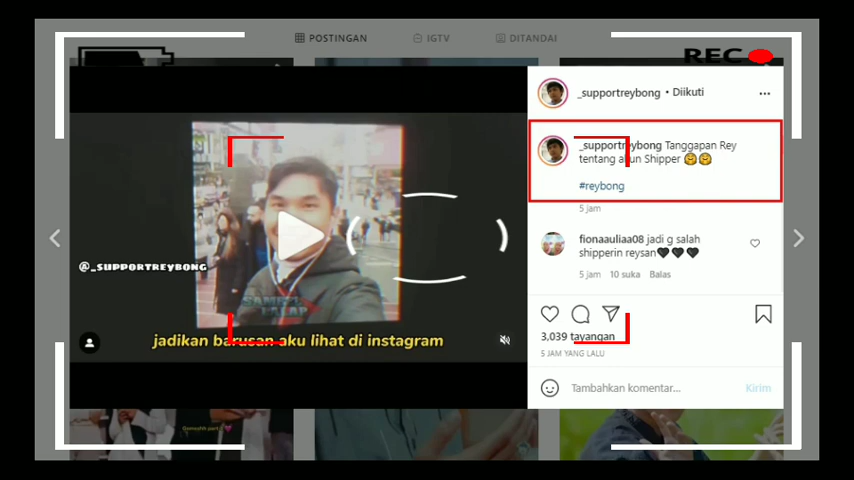 POSTINGAN
IGTV
DITANDAI
REC
_supportreybong • Diikuti
_supportreybong Tanggapan Rey
tentang akun Shipper 🤗🤗
#reybong
5 jam
fionaauliaa08 jadi g salah
shipperin reysan🖤🖤🖤
5 jam 10 suka Balas
@_SUPPORTREYBONG
SAMBEL
LALAP
jadikan barusan aku lihat di instagram
3,039 tayangan
5 JAM YANG LALU
Tambahkan komentar...
Kirim